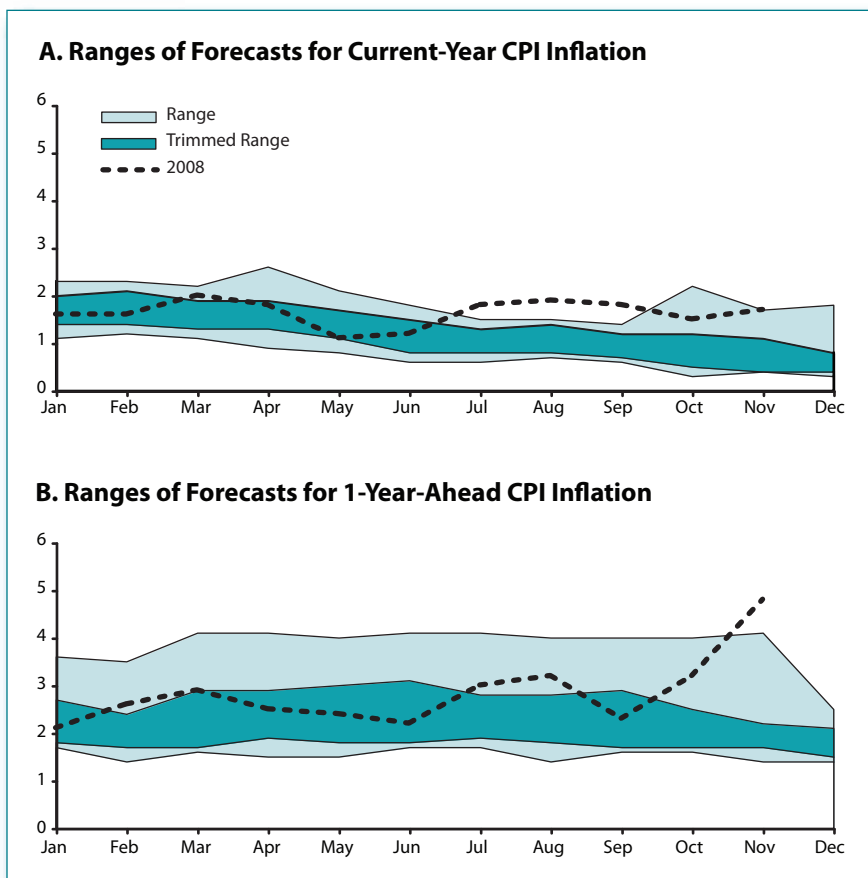 A. Ranges of Forecasts for Current-Year CPI Inflation
6
5
4
3
2
1
0
Range
Trimmed Range
2008
Jan Feb Mar Apr May Jun Jul Aug Sep Oct Nov Dec
B. Ranges of Forecasts for 1-Year-Ahead CPI Inflation
6
5
4
3
2
1
0
Jan Feb Mar Apr May Jun Jul Aug Sep Oct Nov Dec